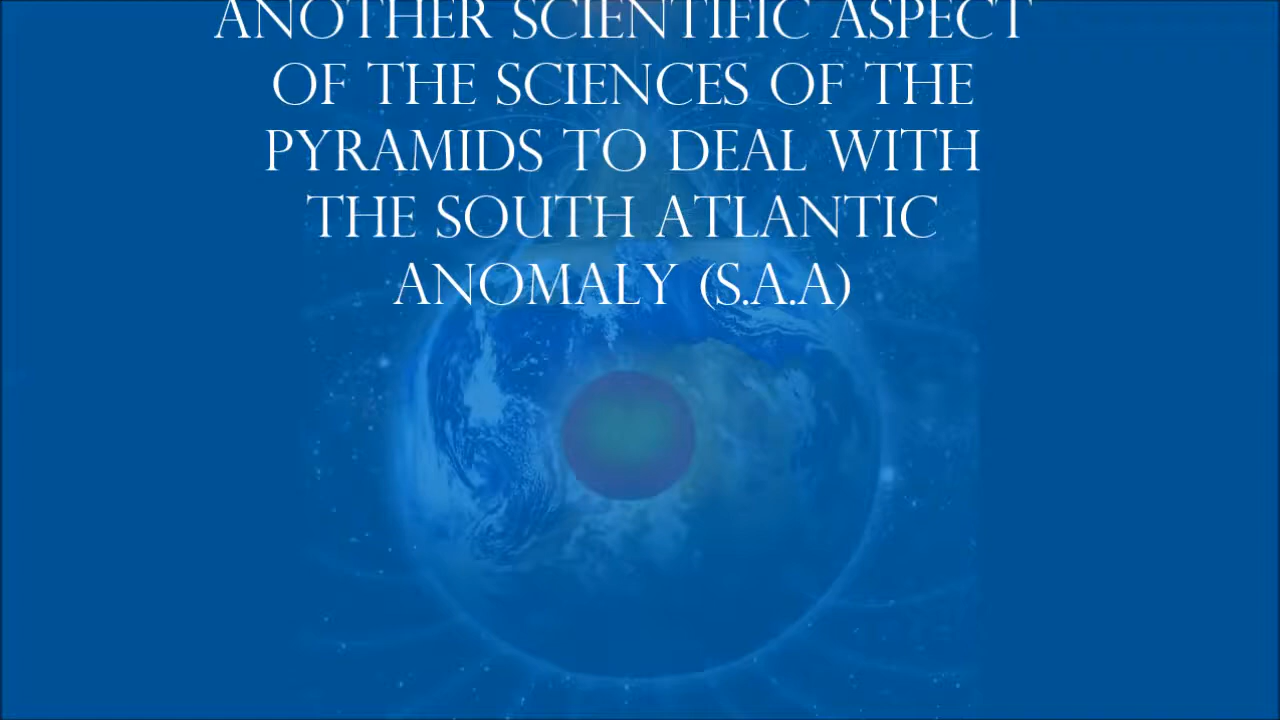 ANOTHER SCIENTIFIC ASPECT
OF THE SCIENCES OF THE
PYRAMIDS TO DEAL WITH
THE SOUTH ATLANTIC
ANOMALY (S.A.A)